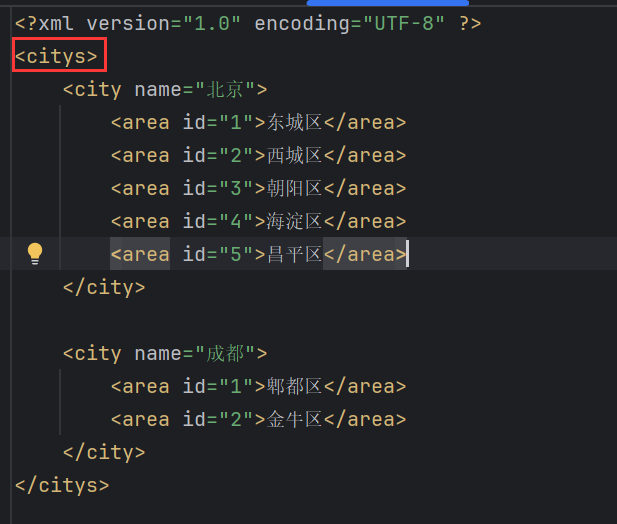 <?xml version="1.0" encoding="UTF-8" ?>
<citys>
    <city name="北京">
        <area id="1">东城区</area>
        <area id="2">西城区</area>
        <area id="3">朝阳区</area>
        <area id="4">海淀区</area>
        <area id="5">昌平区</area>
    </city>

    <city name="成都">
        <area id="1">郫都区</area>
        <area id="2">金牛区</area>
    </city>
</citys>